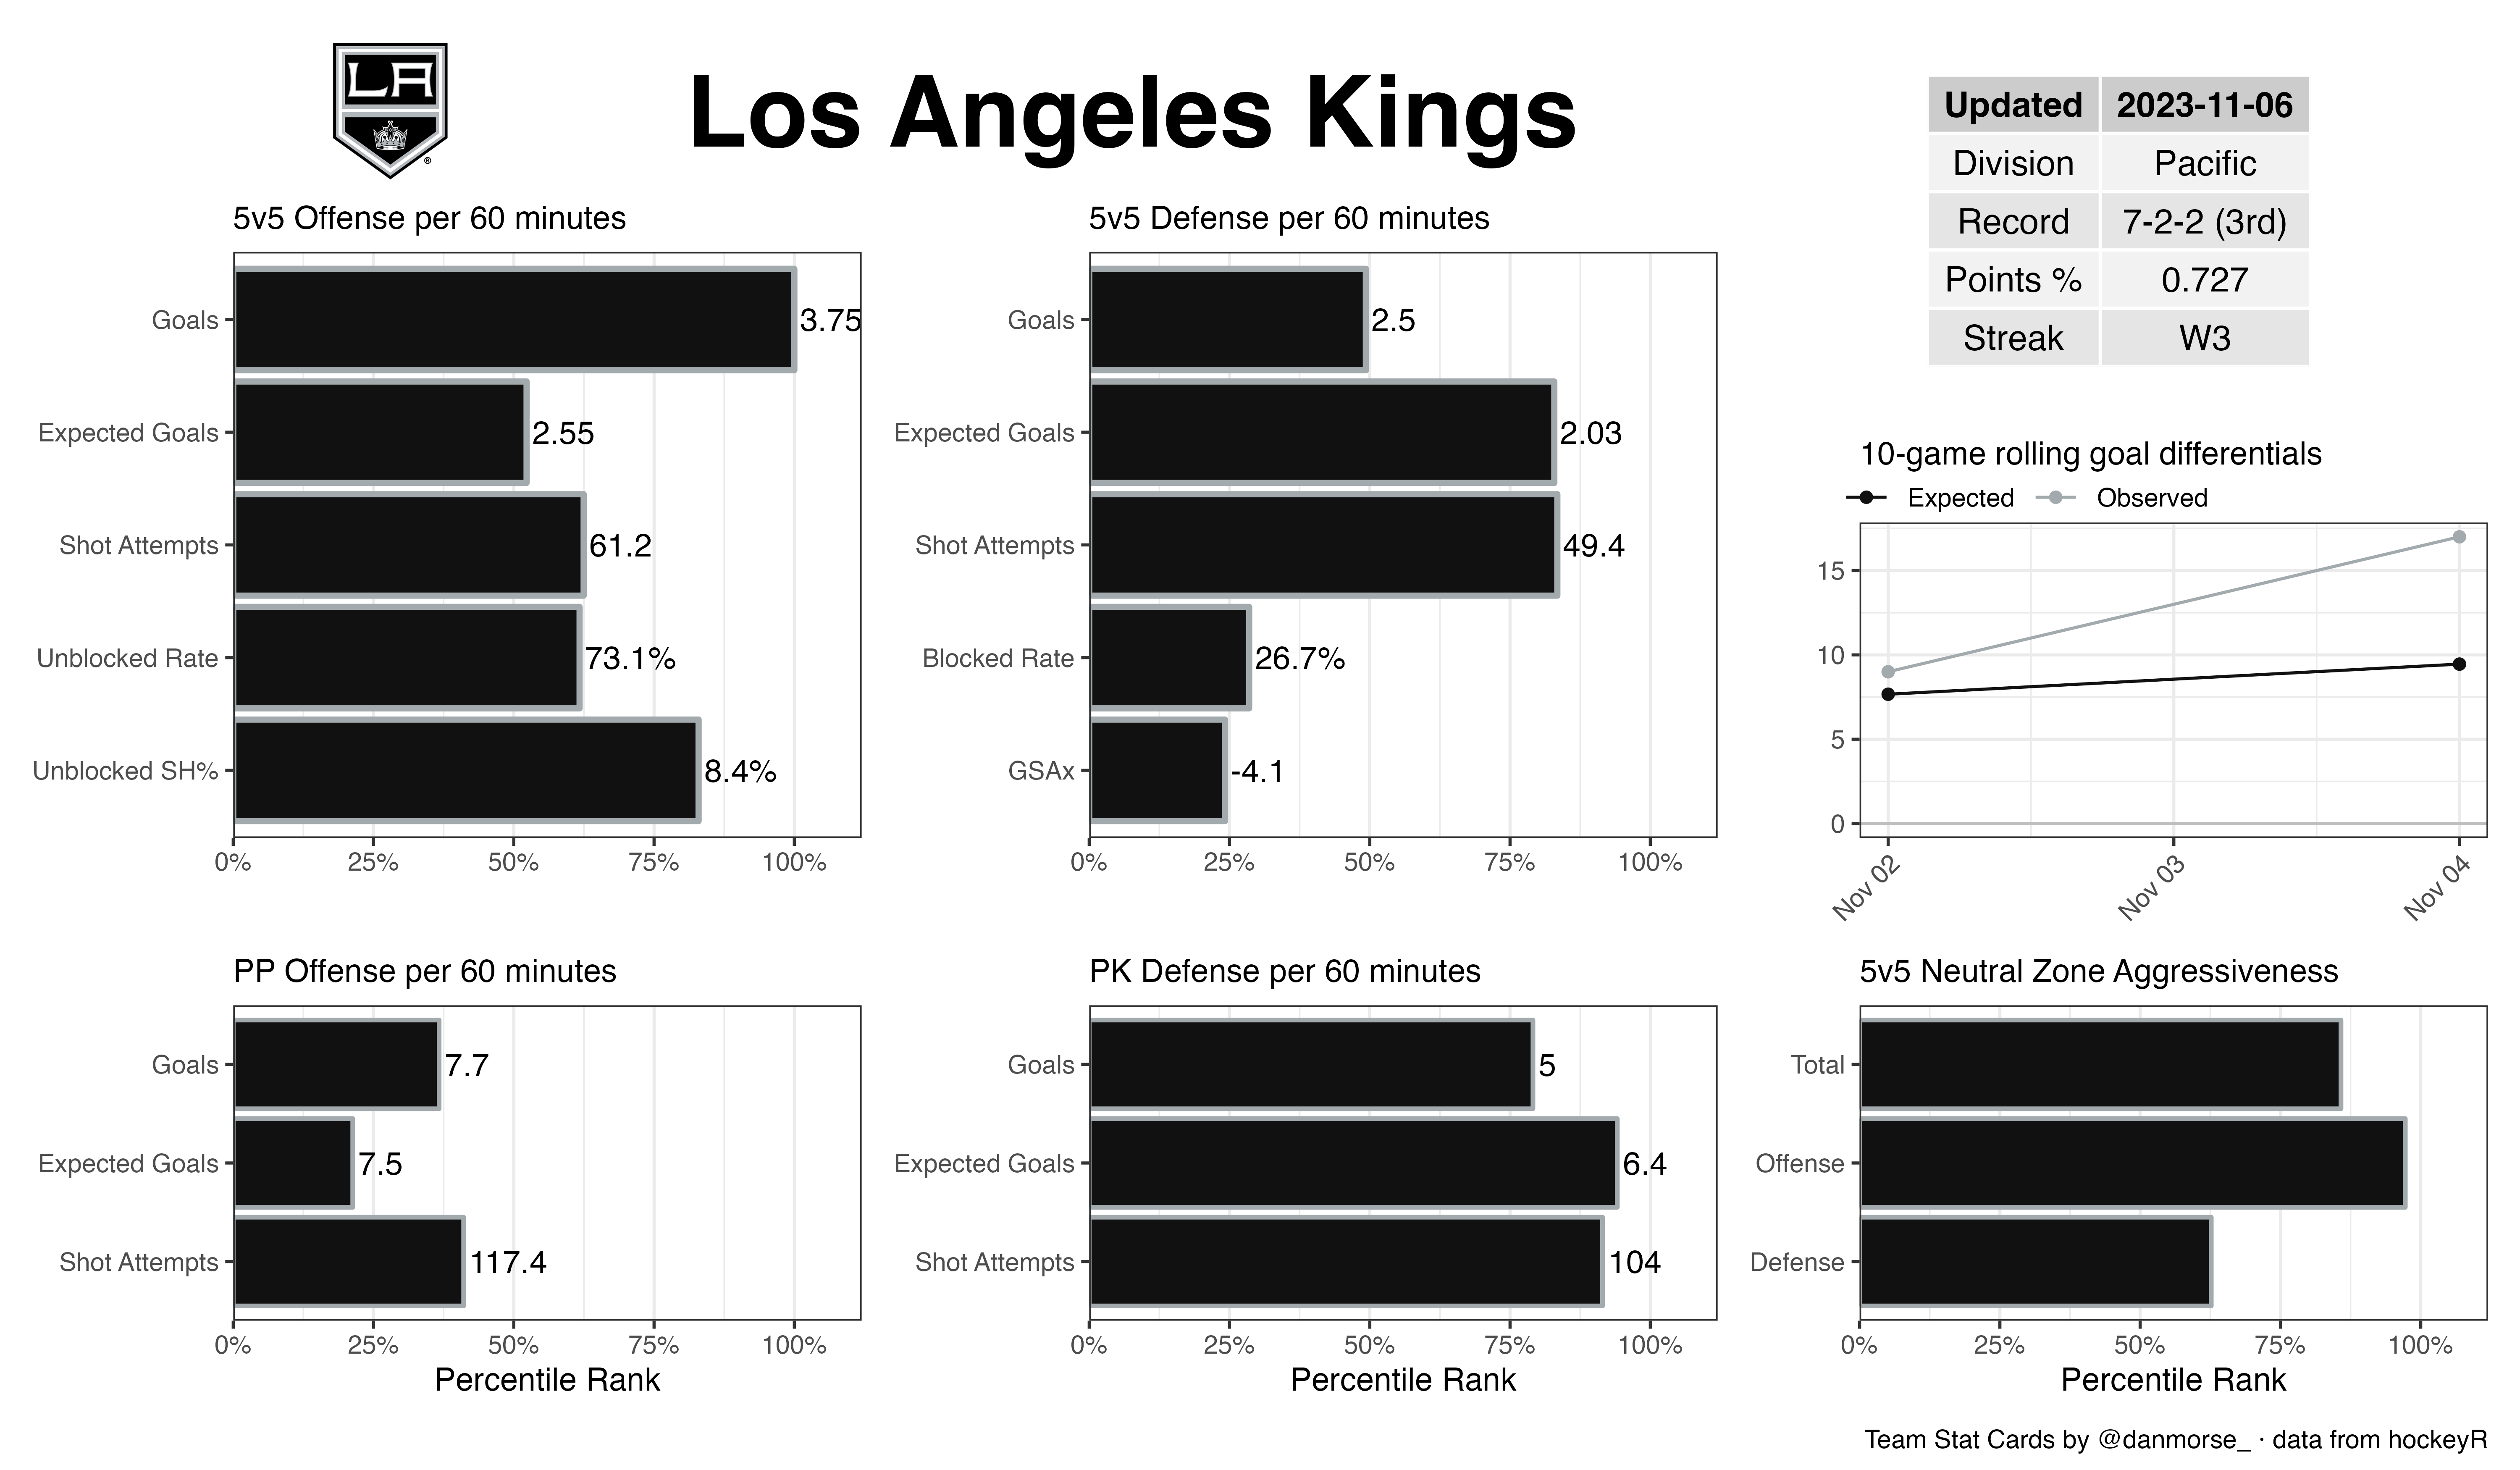 LA
®
Los Angeles Kings
Updated 2023-11-06
Division Pacific
Record 7-2-2 (3rd)
Points % 0.727
Streak W3
5v5 Offense per 60 minutes
Goals 3.75
Expected Goals 2.55
Shot Attempts 61.2
Unblocked Rate 73.1%
Unblocked SH% 8.4%
0% 25% 50% 75% 100%
5v5 Defense per 60 minutes
Goals 2.5
Expected Goals 2.03
Shot Attempts 49.4
Blocked Rate 26.7%
GSAx -4.1
0% 25% 50% 75% 100%
10-game rolling goal differentials
Expected Observed
15
10
5
0
Nov 02 Nov 03 Nov 04
PP Offense per 60 minutes
Goals 7.7
Expected Goals 7.5
Shot Attempts 117.4
0% 25% 50% 75% 100%
Percentile Rank
PK Defense per 60 minutes
Goals 5
Expected Goals 6.4
Shot Attempts 104
0% 25% 50% 75% 100%
Percentile Rank
5v5 Neutral Zone Aggressiveness
Total
Offense
Defense
0% 25% 50% 75% 100%
Percentile Rank
Team Stat Cards by @danmorse_ · data from hockeyR